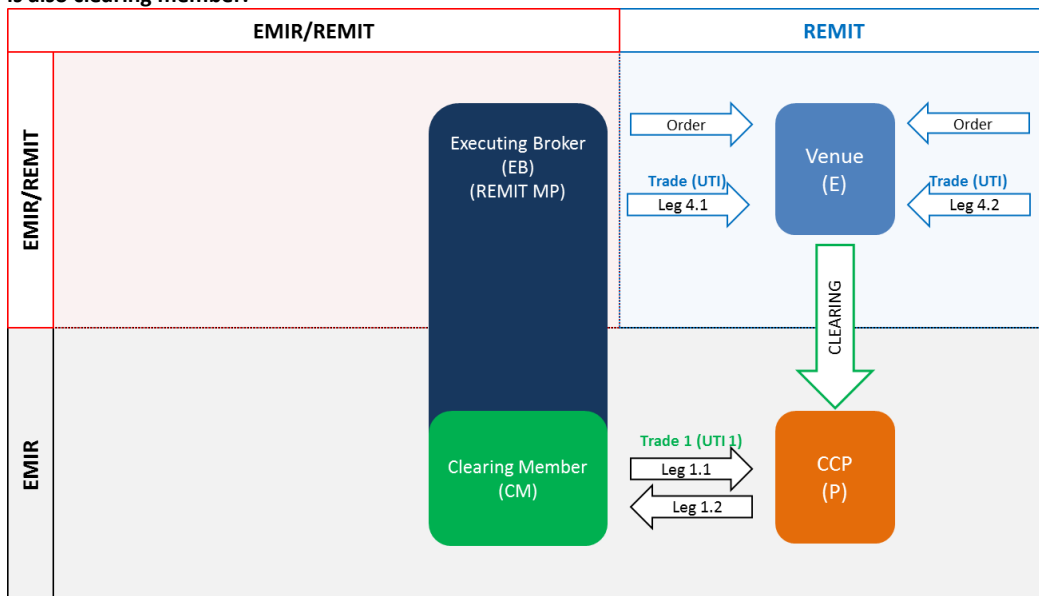 is also clearing member.
EMIR/REMIT
REMIT
EMIR/REMIT
Executing Broker
(EB)
(REMIT MP)
Order
Venue
(E)
Order
Trade (UTI)
Leg 4.1
Trade (UTI)
Leg 4.2
CLEARING
EMIR
Clearing Member
(CM)
Trade 1 (UTI 1)
Leg 1.1
Leg 1.2
CCP
(P)